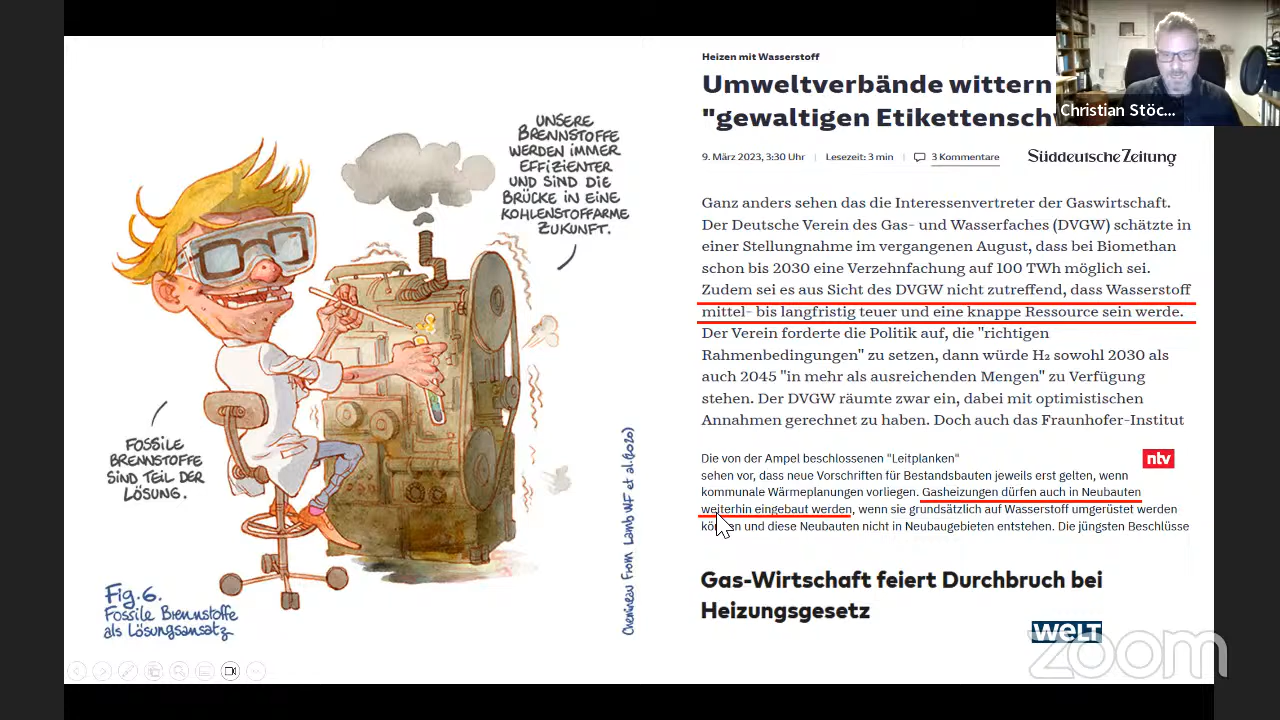 UNSERE
BRENNSTOFFE
WERDEN IMMER
EFFIZIENTER
UND SIND DIE
BRÜCKE IN EINE
KOHLENSTOFFARME
ZUKUNFT.
FOSSILE
BRENNSTOFFE
SIND TEIL DER
LÖSUNG.
Fig. 6.
Fossile Brennstoffe
als Lösungsansatz
Chemineau From Lamb WF et al. (2020)
Heizen mit Wasserstoff
Umweltverbände wittern
"gewaltigen Etikettensch
9. März 2023, 3:30 Uhr | Lesezeit: 3 min | 3 Kommentare
Süddeutsche Zeitung
Ganz anders sehen das die Interessenvertreter der Gaswirtschaft.
Der Deutsche Verein des Gas- und Wasserfaches (DVGW) schätzte in
einer Stellungnahme im vergangenen August, dass bei Biomethan
schon bis 2030 eine Verzehnfachung auf 100 TWh möglich sei.
Zudem sei es aus Sicht des DVGW nicht zutreffend, dass Wasserstoff
mittel- bis langfristig teuer und eine knappe Ressource sein werde.
Der Verein forderte die Politik auf, die "richtigen
Rahmenbedingungen" zu setzen, dann würde H₂ sowohl 2030 als
auch 2045 "in mehr als ausreichenden Mengen" zu Verfügung
stehen. Der DVGW räumte zwar ein, dabei mit optimistischen
Annahmen gerechnet zu haben. Doch auch das Fraunhofer-Institut
ntv
Die von der Ampel beschlossenen "Leitplanken"
sehen vor, dass neue Vorschriften für Bestandsbauten jeweils erst gelten, wenn
kommunale Wärmeplanungen vorliegen. Gasheizungen dürfen auch in Neubauten
weiterhin eingebaut werden, wenn sie grundsätzlich auf Wasserstoff umgerüstet werden
können und diese Neubauten nicht in Neubaugebieten entstehen. Die jüngsten Beschlüsse
Gas-Wirtschaft feiert Durchbruch bei
Heizungsgesetz
WELT
zoom
Christian Stöc...